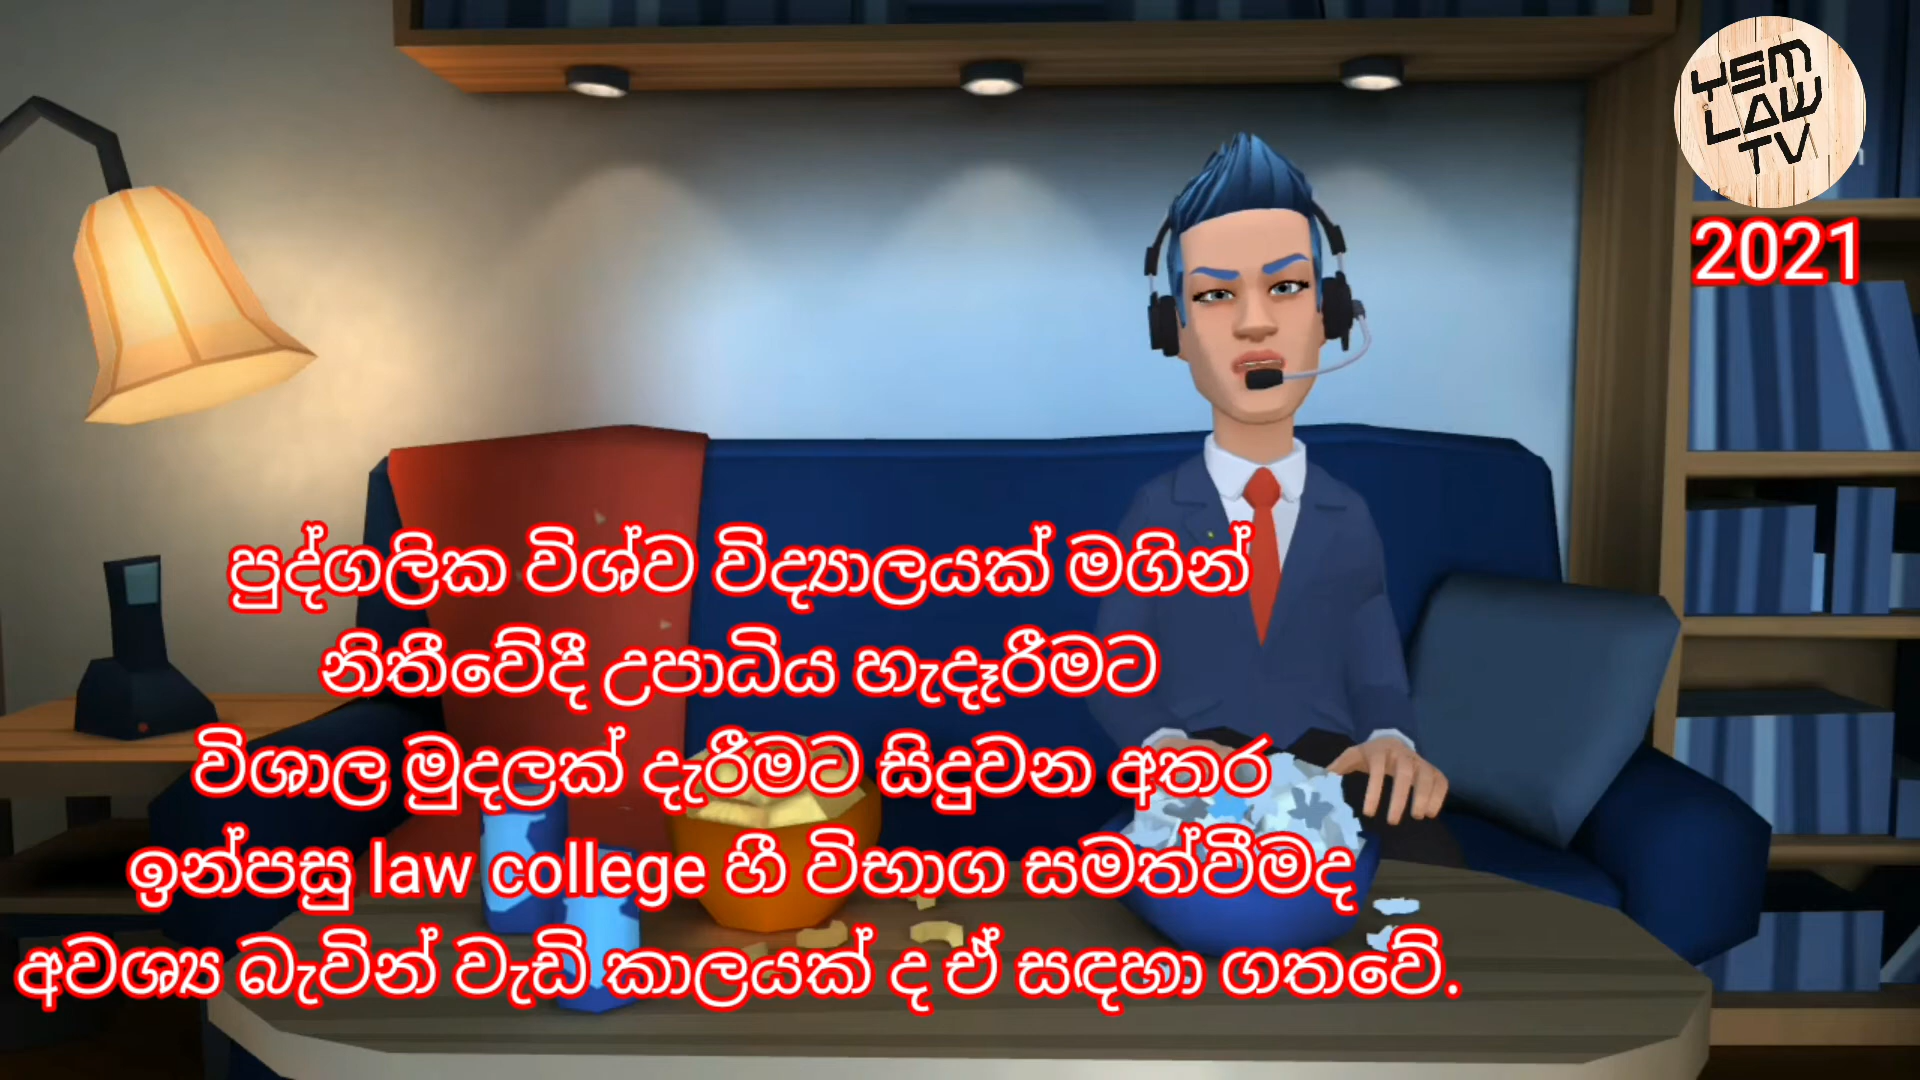 YSM
LAW
TV
2021
පුද්ගලික විශ්ව විද්‍යාලයක් මගින්
නිතීවේදී උපාධිය හැදෑරීමට
විශාල මුදලක් දැරීමට සිදුවන අතර
ඉන්පසු law college හී විභාග සමත්වීමද
අවශ්‍ය බැවින් වැඩි කාලයක් ද ඒ සඳහා ගතවේ.